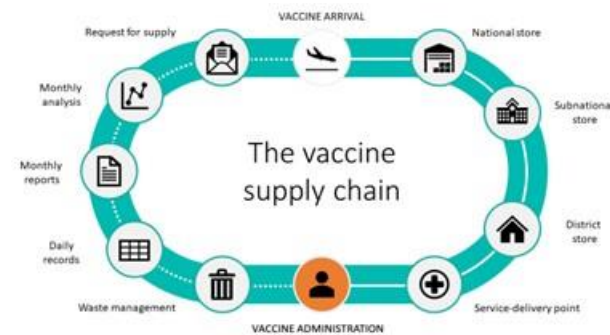 VACCINE ARRIVAL
Request for supply
National store
Monthly
analysis
Subnational
store
The vaccine
supply chain
Monthly
reports
District
store
Daily
records
Waste management
Service-delivery point
VACCINE ADMINISTRATION